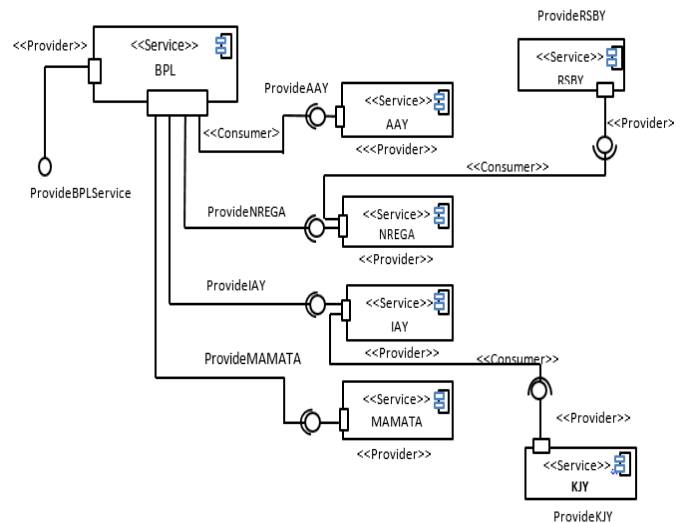 ProvideRSBY
<<Provider>>
<<Service>>
BPL
<<Service>>
RSBY
ProvideAAY
<<Service>>
AAY
<<Consumer>
<<<Provider>>
<<Provider>
<<Consumer>>
ProvideBPLService
ProvideNREGA
<<Service>>
NREGA
<<Provider>>
ProvideIAY
<<Service>>
IAY
<<Provider>>
ProvideMAMATA
<<Consumer>>
<<Service>>
MAMATA
<<Provider>>
<<Provider>>
<<Service>>
KJY
ProvideKJY